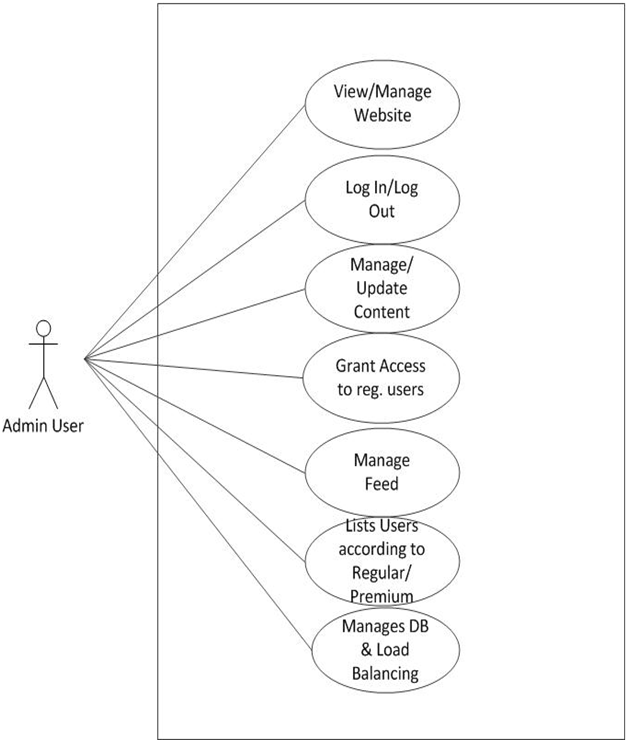 View/Manage
Website
Log In/Log
Out
Manage/
Update
Content
Grant Access
to reg. users
Admin User
Manage
Feed
Lists Users
according to
Regular/
Premium
Manages DB
& Load
Balancing